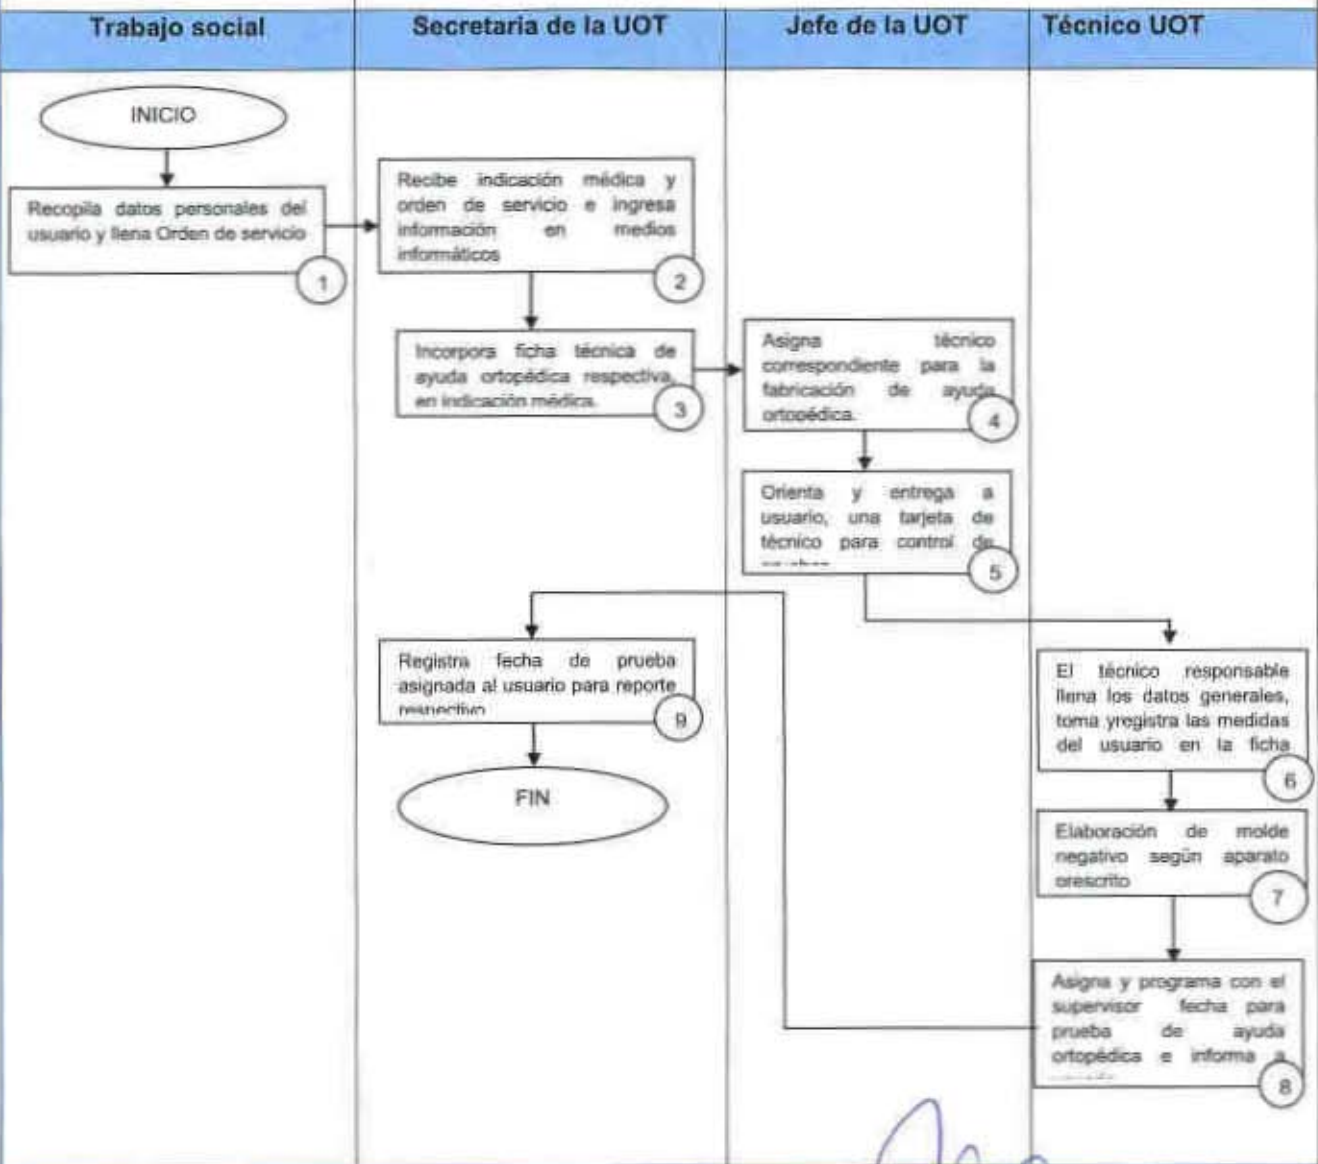 Trabajo social
Secretaria de la UOT
Jefe de la UOT
Técnico UOT
INICIO
Recopila datos personales del
usuario y llena Orden de servicio
1
Recibe indicación médica y
orden de servicio e ingresa
información en medios
informáticos
2
Incorpora ficha técnica de
ayuda ortopédica respectiva,
en indicación médica.
3
Asigna técnico
correspondiente para la
fabricación de ayuda
ortopédica.
4
Orienta y entrega a
usuario, una tarjeta de
técnico para control de
5
El técnico responsable
llena los datos generales,
toma yregistra las medidas
del usuario en la ficha
6
Elaboración de molde
negativo según aparato
prescrito
7
Asigna y programa con el
supervisor fecha para
prueba de ayuda
ortopédica e informa a
8
Registra fecha de prueba
asignada al usuario para reporte
respectivo
9
FIN